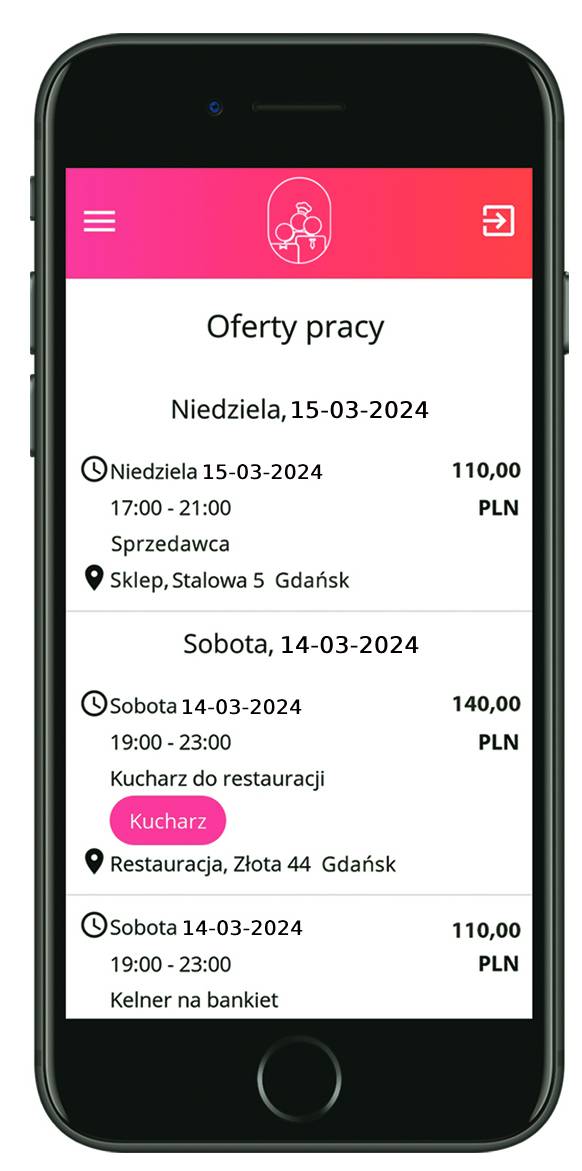 Oferty pracy
Niedziela, 15-03-2024
Niedziela 15-03-2024 110,00
17:00 - 21:00 PLN
Sprzedawca
Sklep, Stalowa 5 Gdańsk
Sobota, 14-03-2024
Sobota 14-03-2024 140,00
19:00 - 23:00 PLN
Kucharz do restauracji
Kucharz
Restauracja, Złota 44 Gdańsk
Sobota 14-03-2024 110,00
19:00 - 23:00 PLN
Kelner na bankiet